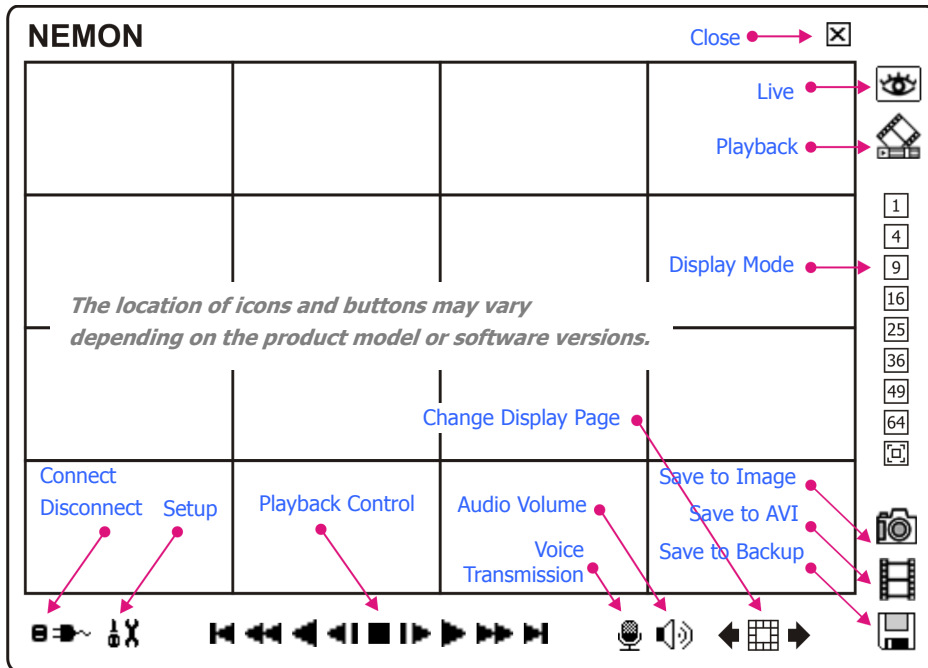 NEMON
Close
Live
Playback
1
4
Display Mode
9
16
The location of icons and buttons may vary
depending on the product model or software versions.
25
36
49
64
Change Display Page
Connect
Disconnect
Setup
Playback Control
Audio Volume
Voice
Transmission
Save to Image
Save to AVI
Save to Backup